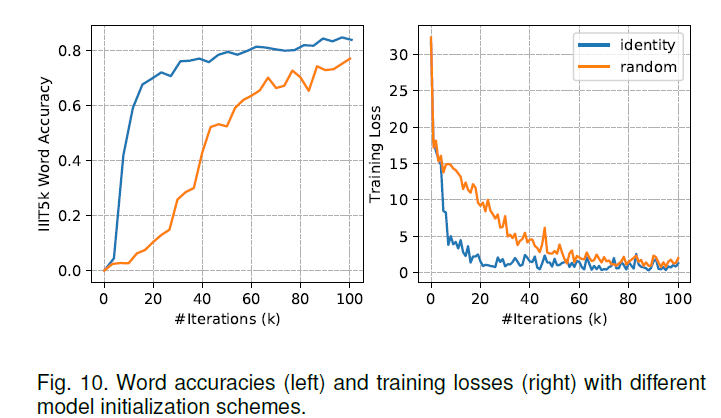 IIIT5k Word Accuracy
0.8
0.6
0.4
0.2
0.0
0 20 40 60 80 100
#Iterations (k)
Training Loss
30
25
20
15
10
5
0
identity
random
0 20 40 60 80 100
#Iterations (k)
Fig. 10. Word accuracies (left) and training losses (right) with different
model initialization schemes.